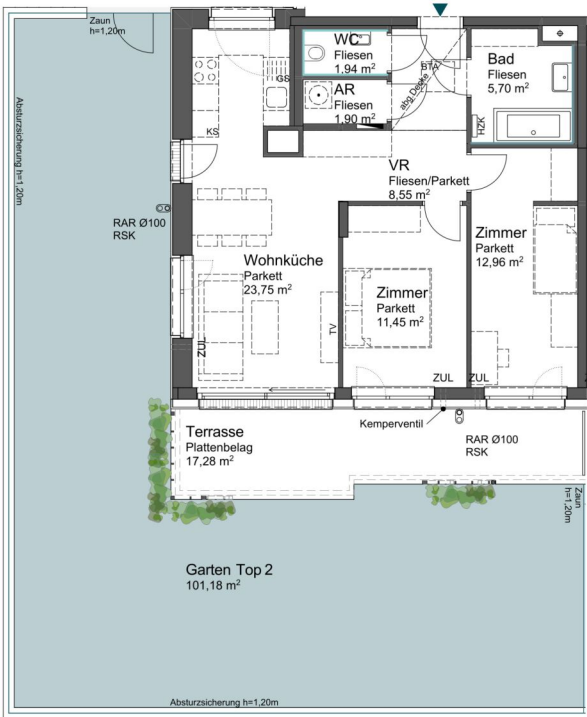 Zaun
h=1,20m
Absturzsicherung h=1,20m
WC
Fliesen
1,94 m²
AR
Fliesen
1,90 m²
GS
KS
abg.Decke
Bad
Fliesen
5,70 m²
HZK
VR
Fliesen/Parkett
8,55 m²
RAR Ø100
RSK
Wohnküche
Parkett
23,75 m²
Zimmer
Parkett
11,45 m²
Zimmer
Parkett
12,96 m²
TV
ZUL
ZUL
ZUL
Kemperventil
Terrasse
Plattenbelag
17,28 m²
RAR Ø100
RSK
Zaun
h=1,20m
Garten Top 2
101,18 m²
Absturzsicherung h=1,20m